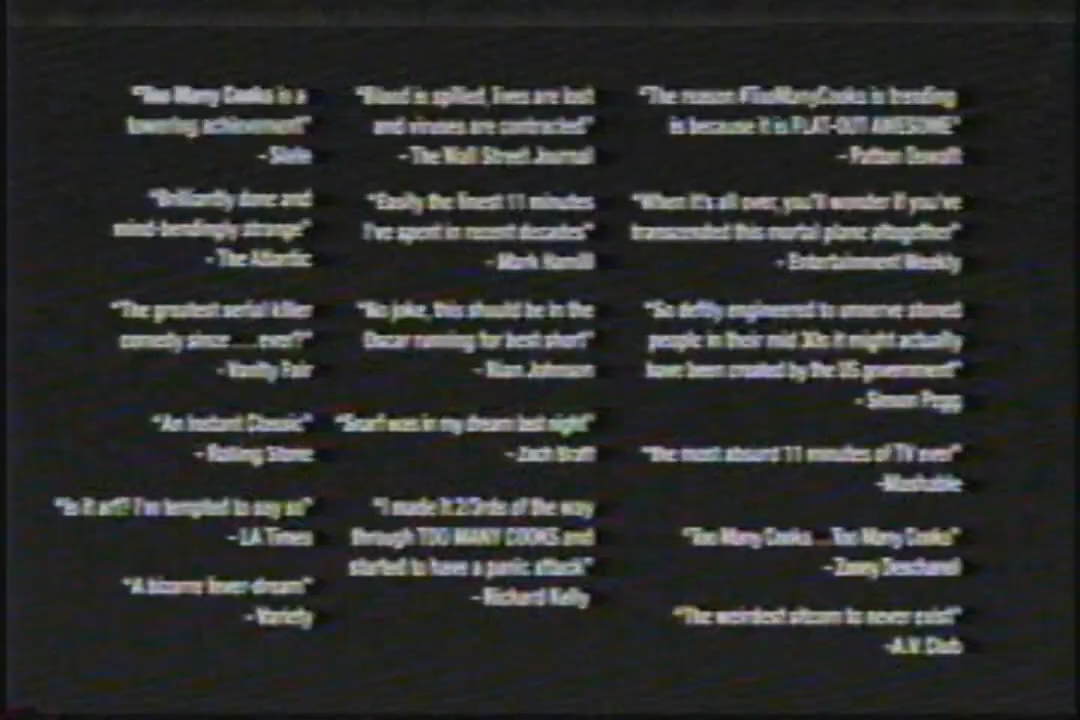 "Too Many Cooks is a
towering achievement"
- Slate
"Brilliantly done and
mind-bendingly strange"
- The Atlantic
"The greatest serial killer
comedy since.....ever?"
- Vanity Fair
"An Instant Classic"
- Rolling Stone
"Is it art? I'm tempted to say so"
- LA Times
"A bizarre fever-dream"
- Variety
"Blood is spilled, lives are lost
and viruses are contracted"
- The Wall Street Journal
"Easily the finest 11 minutes
I've spent in recent decades"
- Mark Hamill
"No joke, this should be in the
Oscar running for best short"
- Rian Johnson
"Smarf was in my dream last night"
- Zach Braff
"I made it 2/3rds of the way
through TOO MANY COOKS and
started to have a panic attack"
- Richard Kelly
"The reason #TooManyCooks is trending
is because it is FLAT-OUT AWESOME"
- Patton Oswalt
"When it's all over, you'll wonder if you've
transcended this mortal plane altogether"
- Entertainment Weekly
"So deftly engineered to unnerve stoned
people in their mid 30s it might actually
have been created by the US government"
- Simon Pegg
"the most absurd 11 minutes of TV ever"
-Mashable
"Too Many Cooks...Too Many Cooks"
- Zooey Deschanel
"The weirdest sitcom to never exist"
-A.V. Club